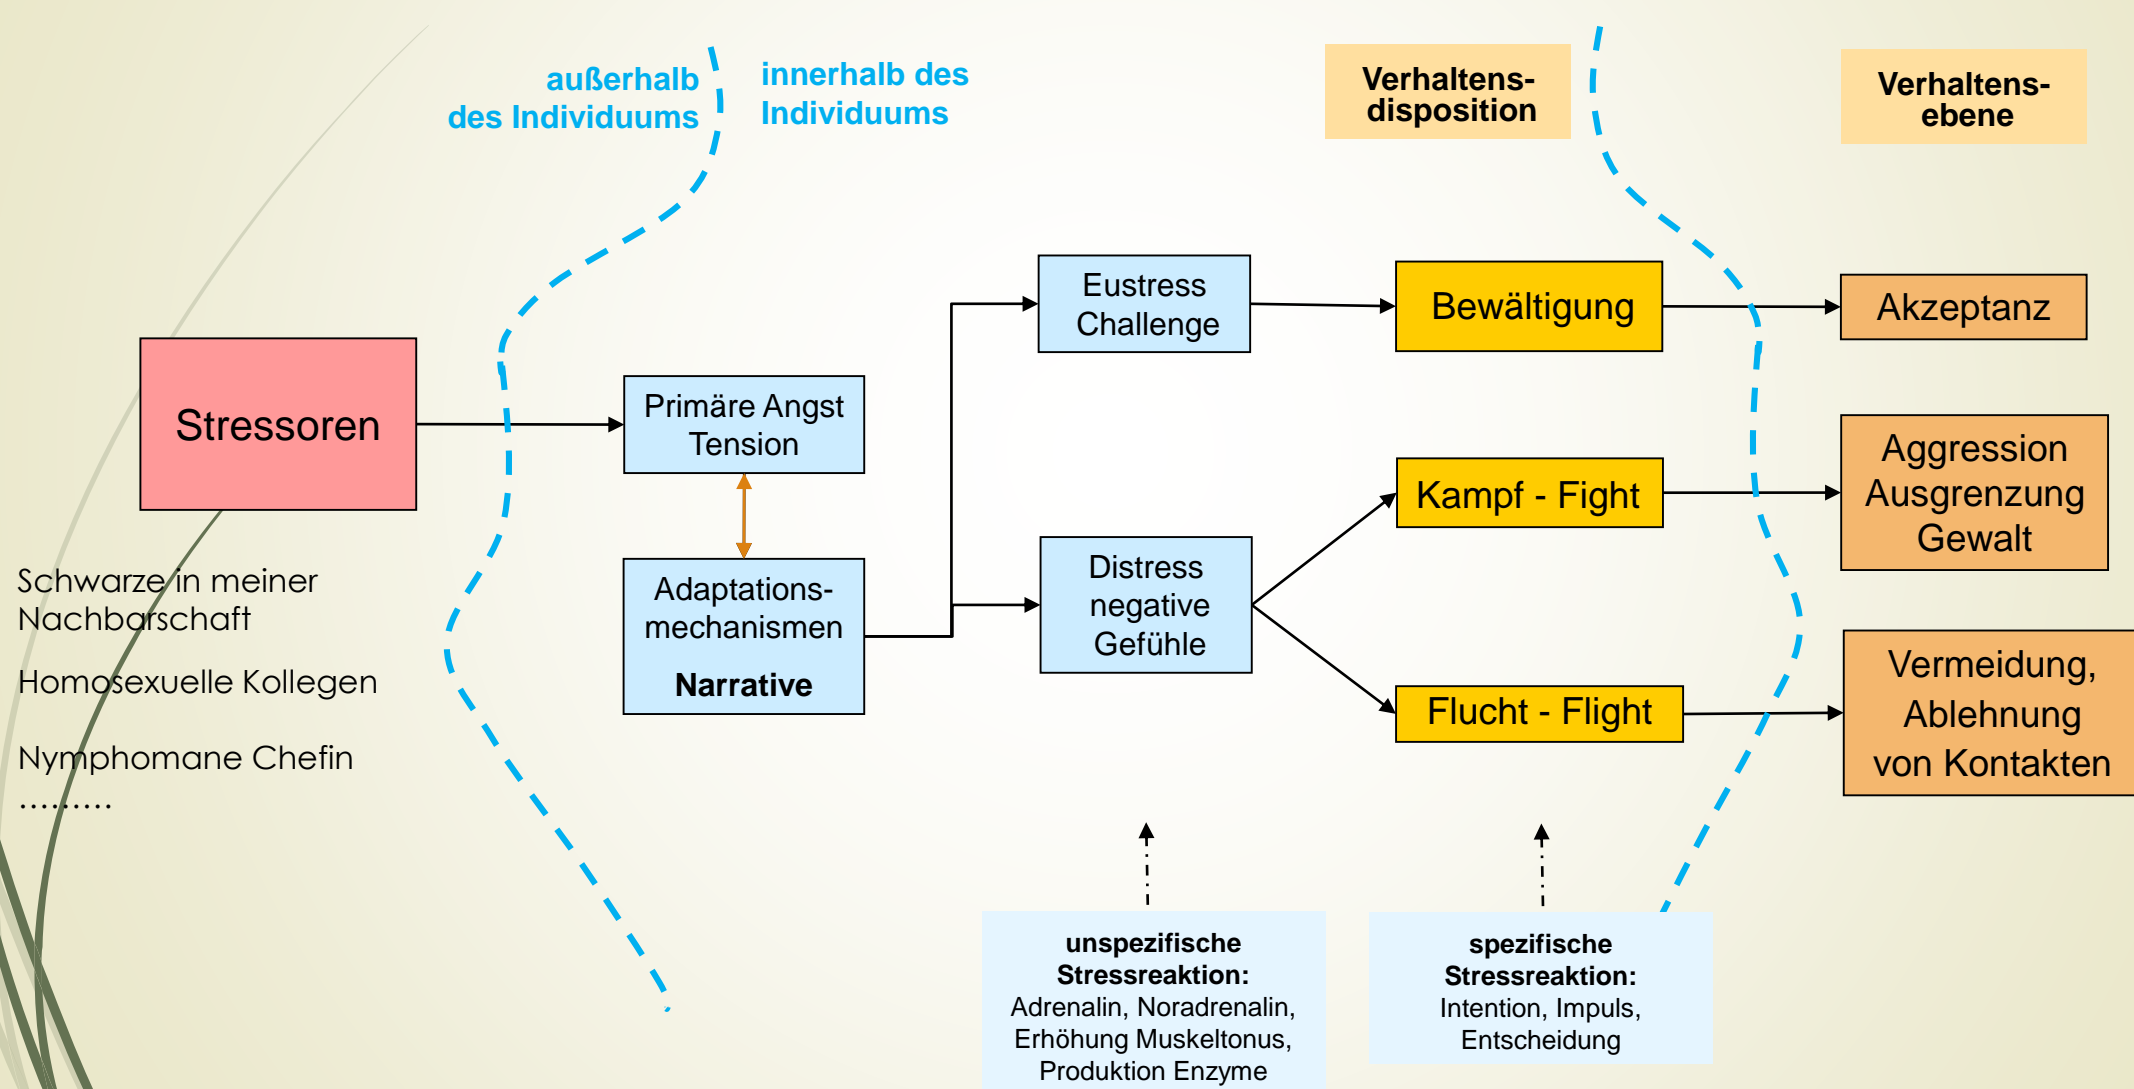 außerhalb
des Individuums
innerhalb des
Individuums
Verhaltens-
disposition
Verhaltens-
ebene
Stressoren
Schwarze in meiner
Nachbarschaft
Homosexuelle Kollegen
Nymphomane Chefin
.........
Primäre Angst
Tension
Adaptations-
mechanismen
Narrative
Eustress
Challenge
Distress
negative
Gefühle
Bewältigung
Kampf - Fight
Flucht - Flight
Akzeptanz
Aggression
Ausgrenzung
Gewalt
Vermeidung,
Ablehnung
von Kontakten
unspezifische
Stressreaktion:
Adrenalin, Noradrenalin,
Erhöhung Muskeltonus,
Produktion Enzyme
spezifische
Stressreaktion:
Intention, Impuls,
Entscheidung